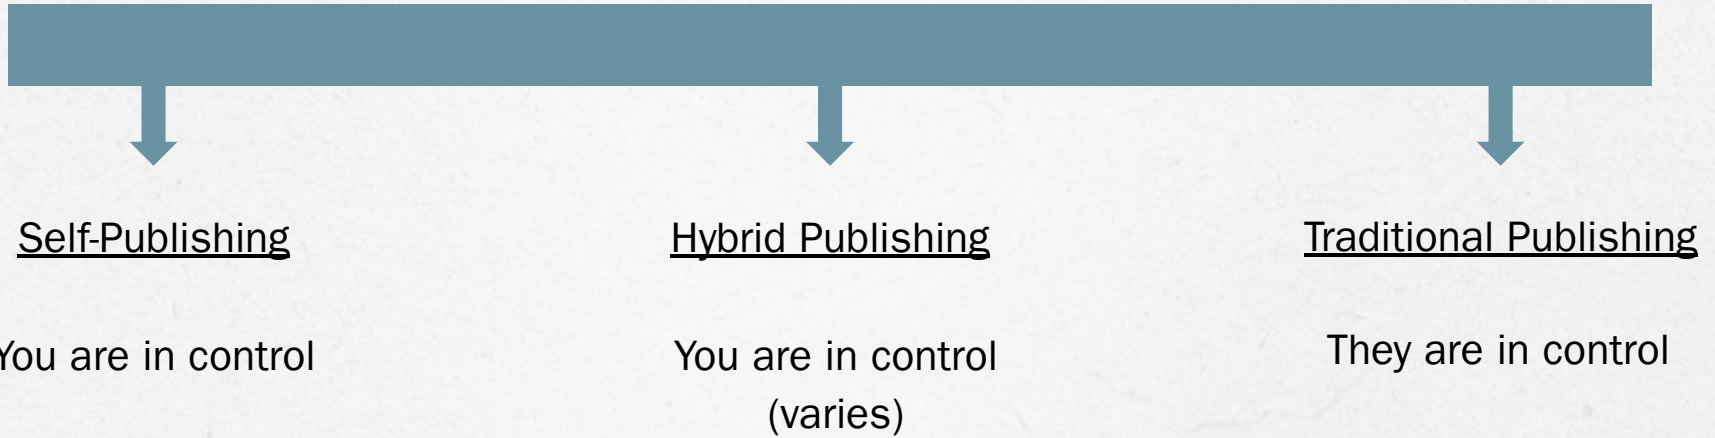 Self-Publishing
Hybrid Publishing
Traditional Publishing
You are in control
You are in control
They are in control
(varies)